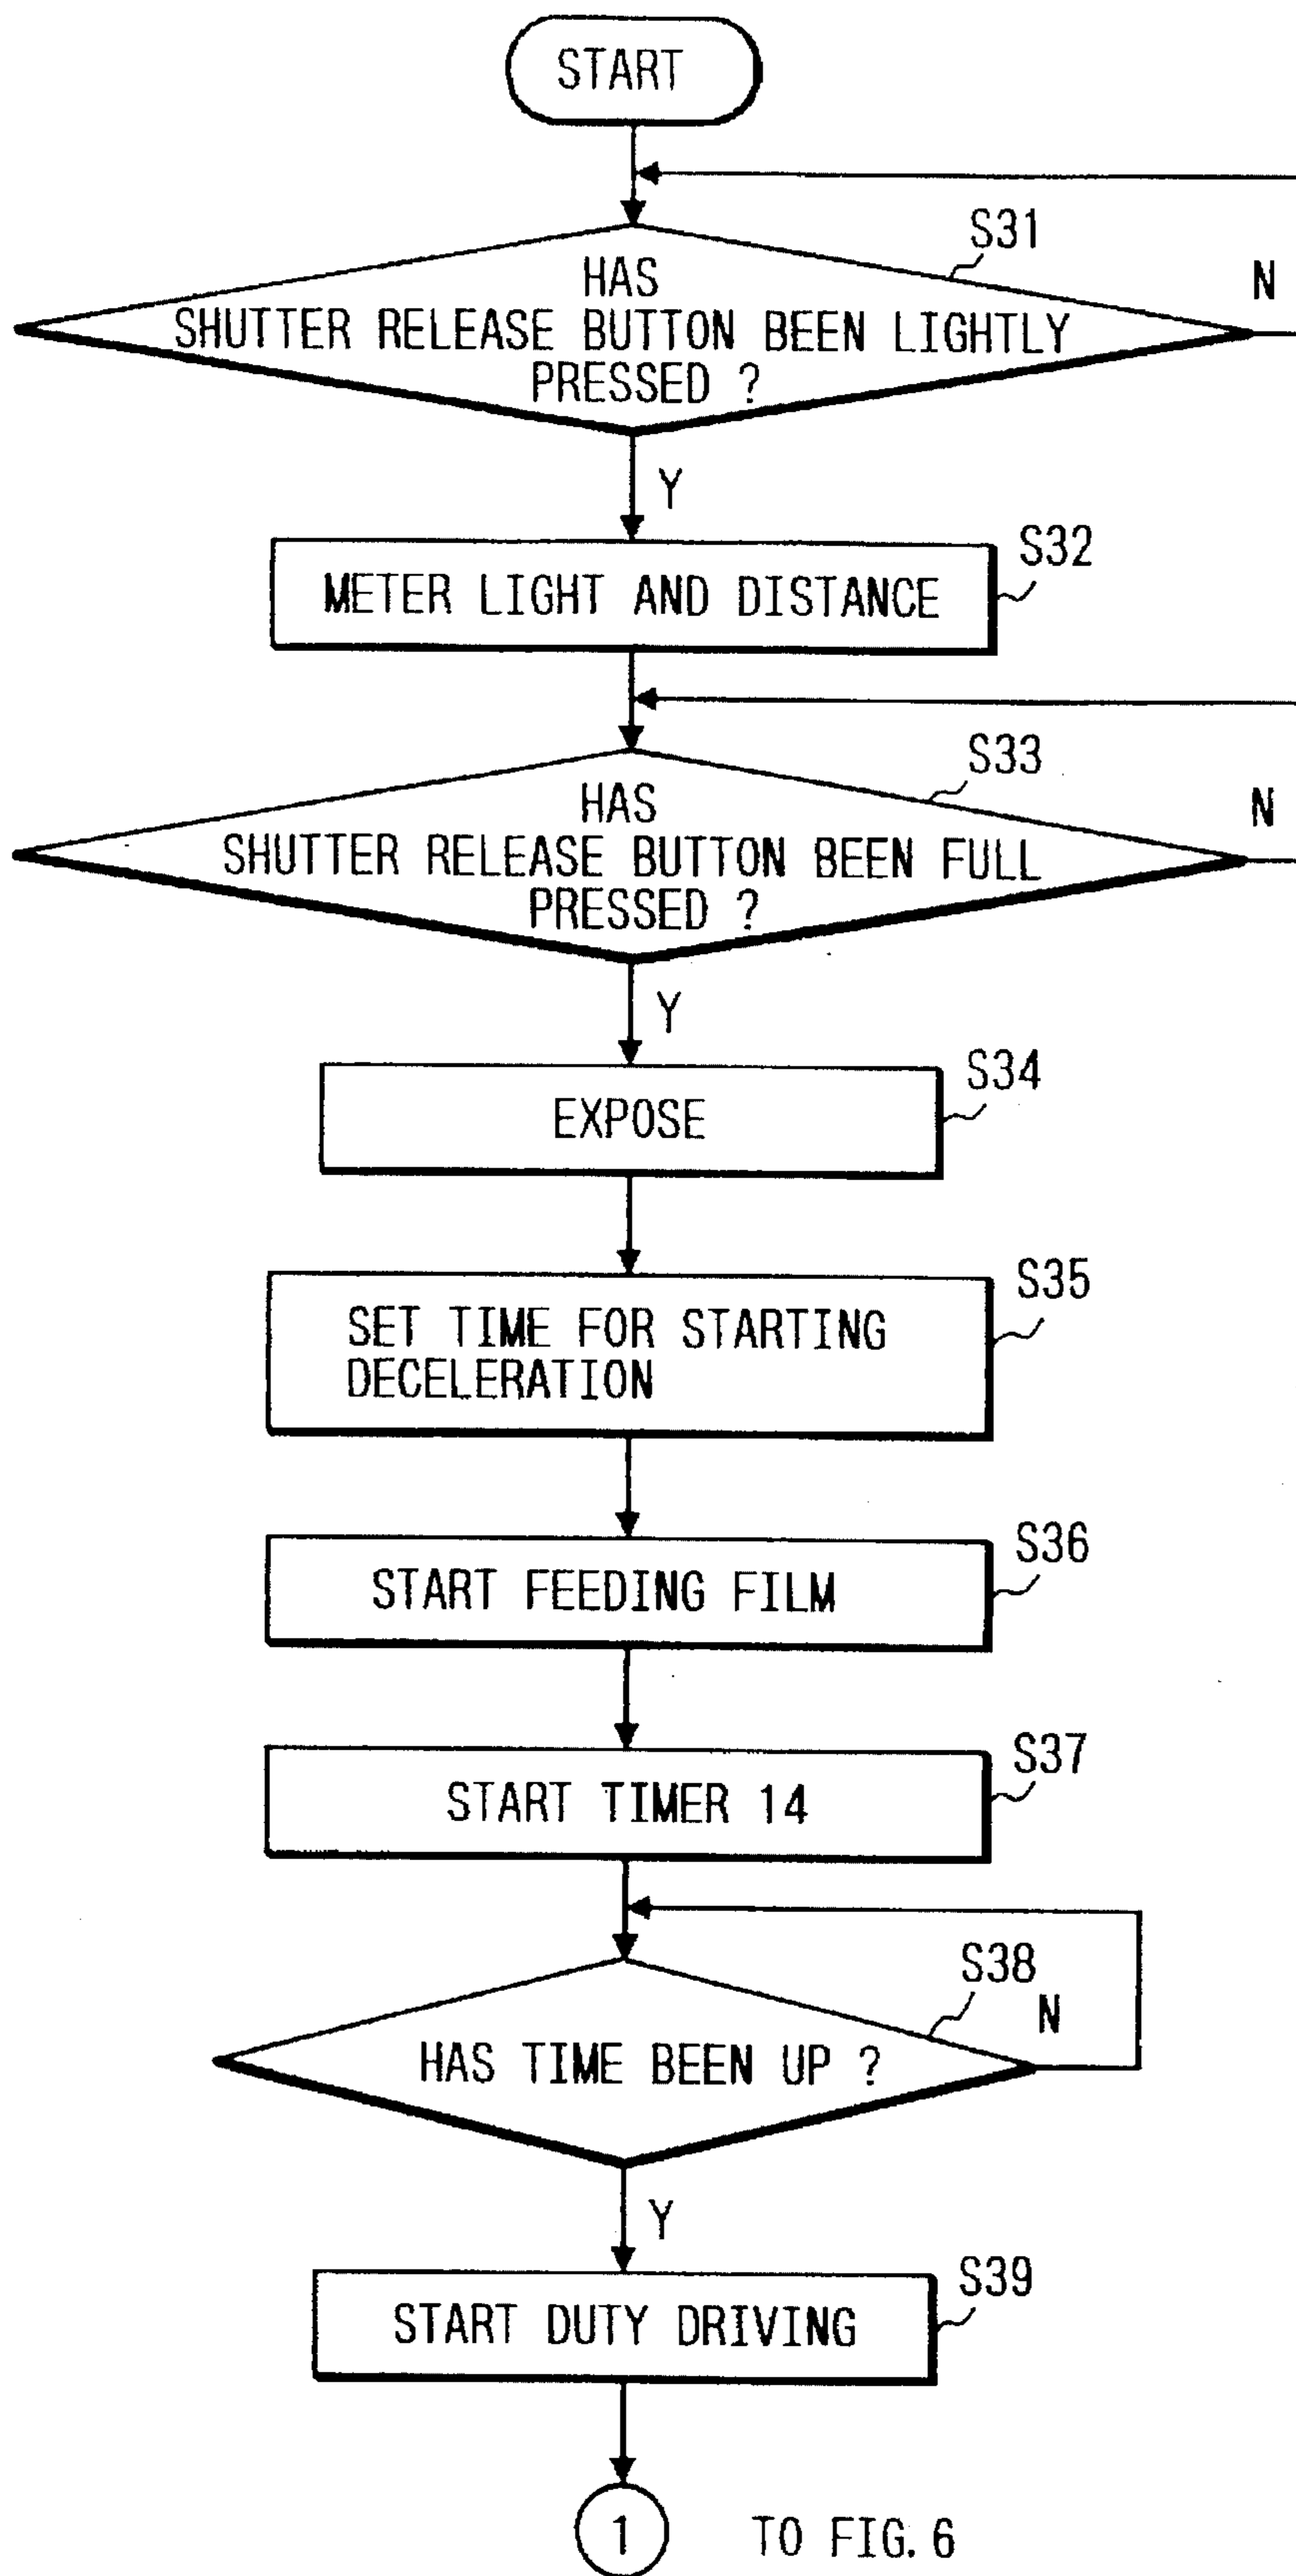 START
S31
HAS
N
SHUTTER RELEASE BUTTON BEEN LIGHTLY
PRESSED ?
Y
S32
METER LIGHT AND DISTANCE
S33
HAS
N
SHUTTER RELEASE BUTTON BEEN FULL
PRESSED ?
Y
S34
EXPOSE
S35
SET TIME FOR STARTING
DECELERATION
S36
START FEEDING FILM
S37
START TIMER 14
S38
N
HAS TIME BEEN UP ?
Y
S39
START DUTY DRIVING
1 TO FIG. 6